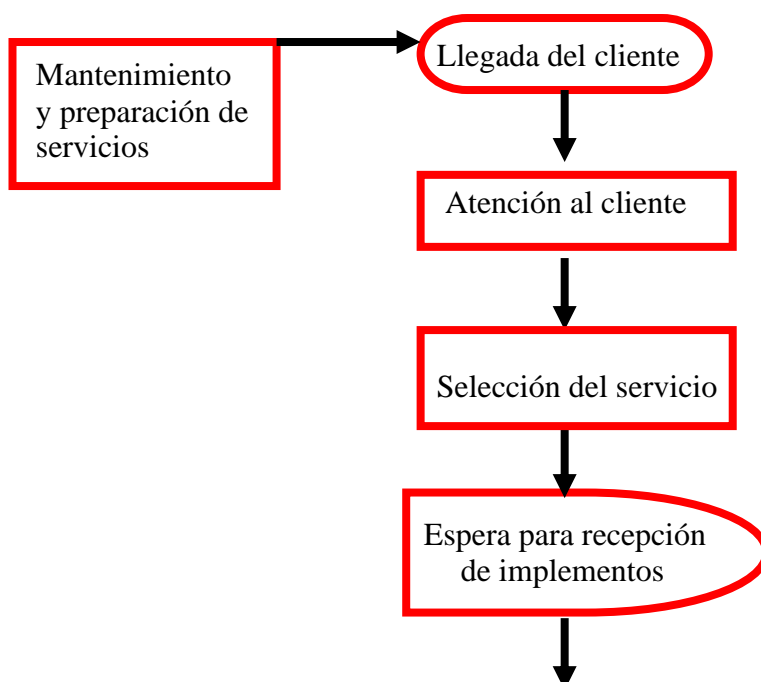 Mantenimiento
y preparación de
servicios
Llegada del cliente
Atención al cliente
Selección del servicio
Espera para recepción
de implementos